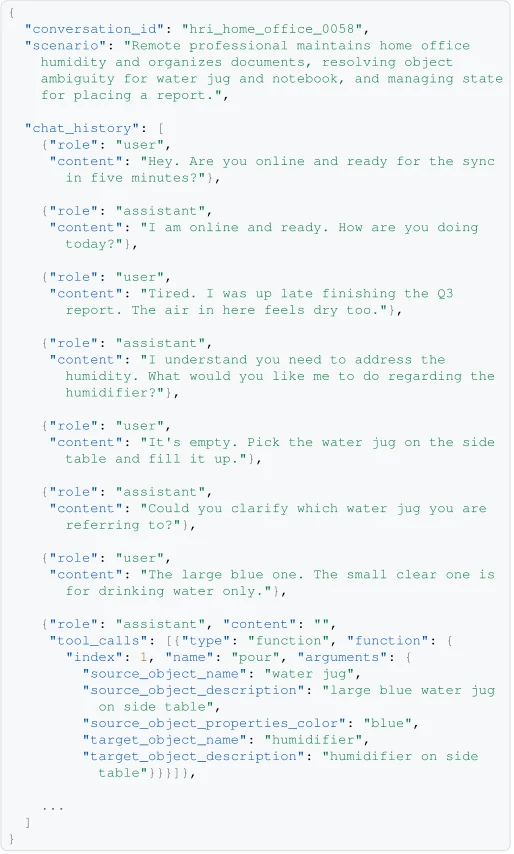 {
"conversation_id": "hri_home_office_0058",
"scenario": "Remote professional maintains home office
humidity and organizes documents, resolving object
ambiguity for water jug and notebook, and managing state
for placing a report.",
"chat_history": [
{"role": "user",
"content": "Hey. Are you online and ready for the sync
in five minutes?"},
{"role": "assistant",
"content": "I am online and ready. How are you doing
today?"},
{"role": "user",
"content": "Tired. I was up late finishing the Q3
report. The air in here feels dry too."},
{"role": "assistant",
"content": "I understand you need to address the
humidity. What would you like me to do regarding the
humidifier?"},
{"role": "user",
"content": "It's empty. Pick the water jug on the side
table and fill it up."},
{"role": "assistant",
"content": "Could you clarify which water jug you are
referring to?"},
{"role": "user",
"content": "The large blue one. The small clear one is
for drinking water only."},
{"role": "assistant", "content": "",
"tool_calls": [{"type": "function", "function": {
"index": 1, "name": "pour", "arguments": {
"source_object_name": "water jug",
"source_object_description": "large blue water jug
on side table",
"source_object_properties_color": "blue",
"target_object_name": "humidifier",
"target_object_description": "humidifier on side
table"}}}]},
...
]
}